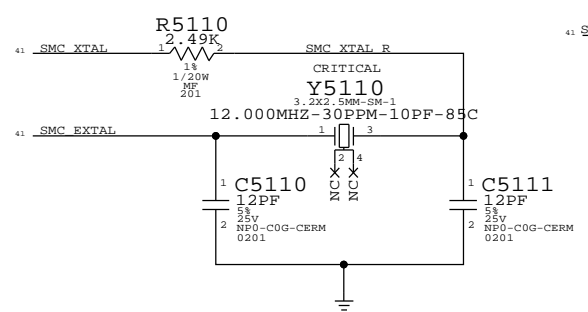 R5110
2.49K
41 SMC_XTAL 1 2 SMC_XTAL_R
1%
1/20W
MF
201
41 S
CRITICAL
Y5110
3.2X2.5MM-SM-1
12.000MHZ-30PPM-10PF-85C
41 SMC_EXTAL 1 3
2 4
NC NC
1 C5110
12PF
5%
25V
2 NP0-C0G-CERM
0201
1 C5111
12PF
5%
25V
2 NP0-C0G-CERM
0201